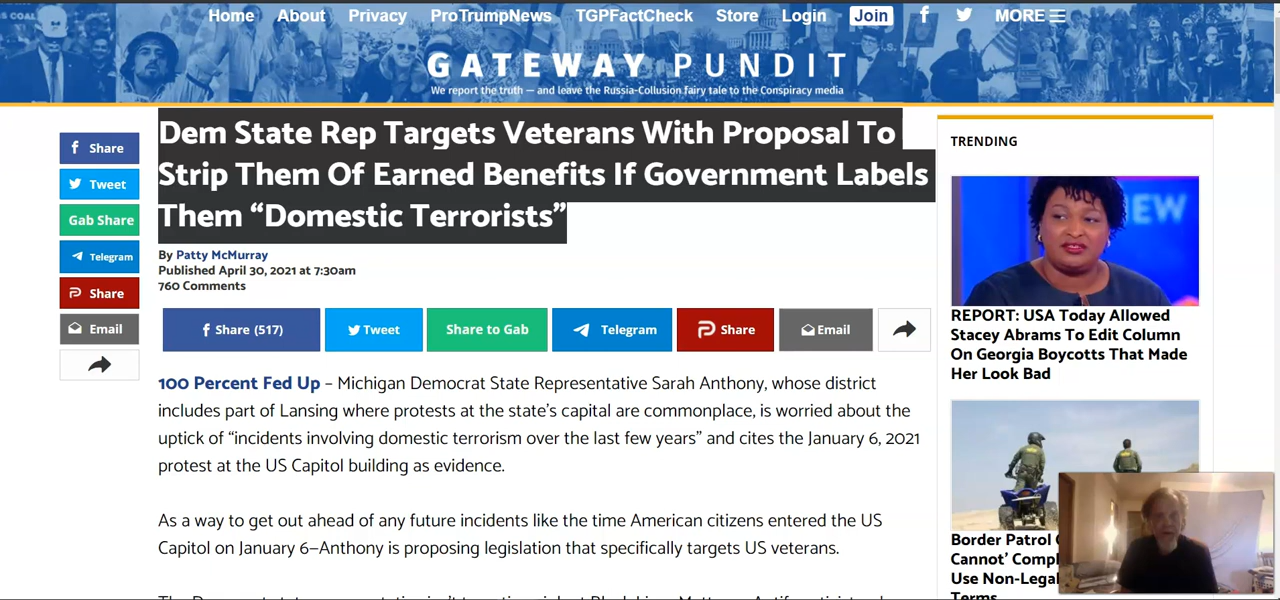 Home About Privacy ProTrumpNews TGPFactCheck Store Login Join MORE
GATEWAY PUNDIT
We report the truth — and leave the Russia-Collusion fairy tale to the Conspiracy media
Share
Tweet
Gab Share
Telegram
Share
Email
Dem State Rep Targets Veterans With Proposal To
Strip Them Of Earned Benefits If Government Labels
Them “Domestic Terrorists”
By Patty McMurray
Published April 30, 2021 at 7:30am
760 Comments
Share (517) Tweet Share to Gab Telegram Share Email
100 Percent Fed Up – Michigan Democrat State Representative Sarah Anthony, whose district
includes part of Lansing where protests at the state’s capital are commonplace, is worried about the
uptick of “incidents involving domestic terrorism over the last few years” and cites the January 6, 2021
protest at the US Capitol building as evidence.
As a way to get out ahead of any future incidents like the time American citizens entered the US
Capitol on January 6–Anthony is proposing legislation that specifically targets US veterans.
TRENDING
EW
REPORT: USA Today Allowed
Stacey Abrams To Edit Column
On Georgia Boycotts That Made
Her Look Bad
Border Patrol
Cannot’ Compl
Use Non-Legal
Terms